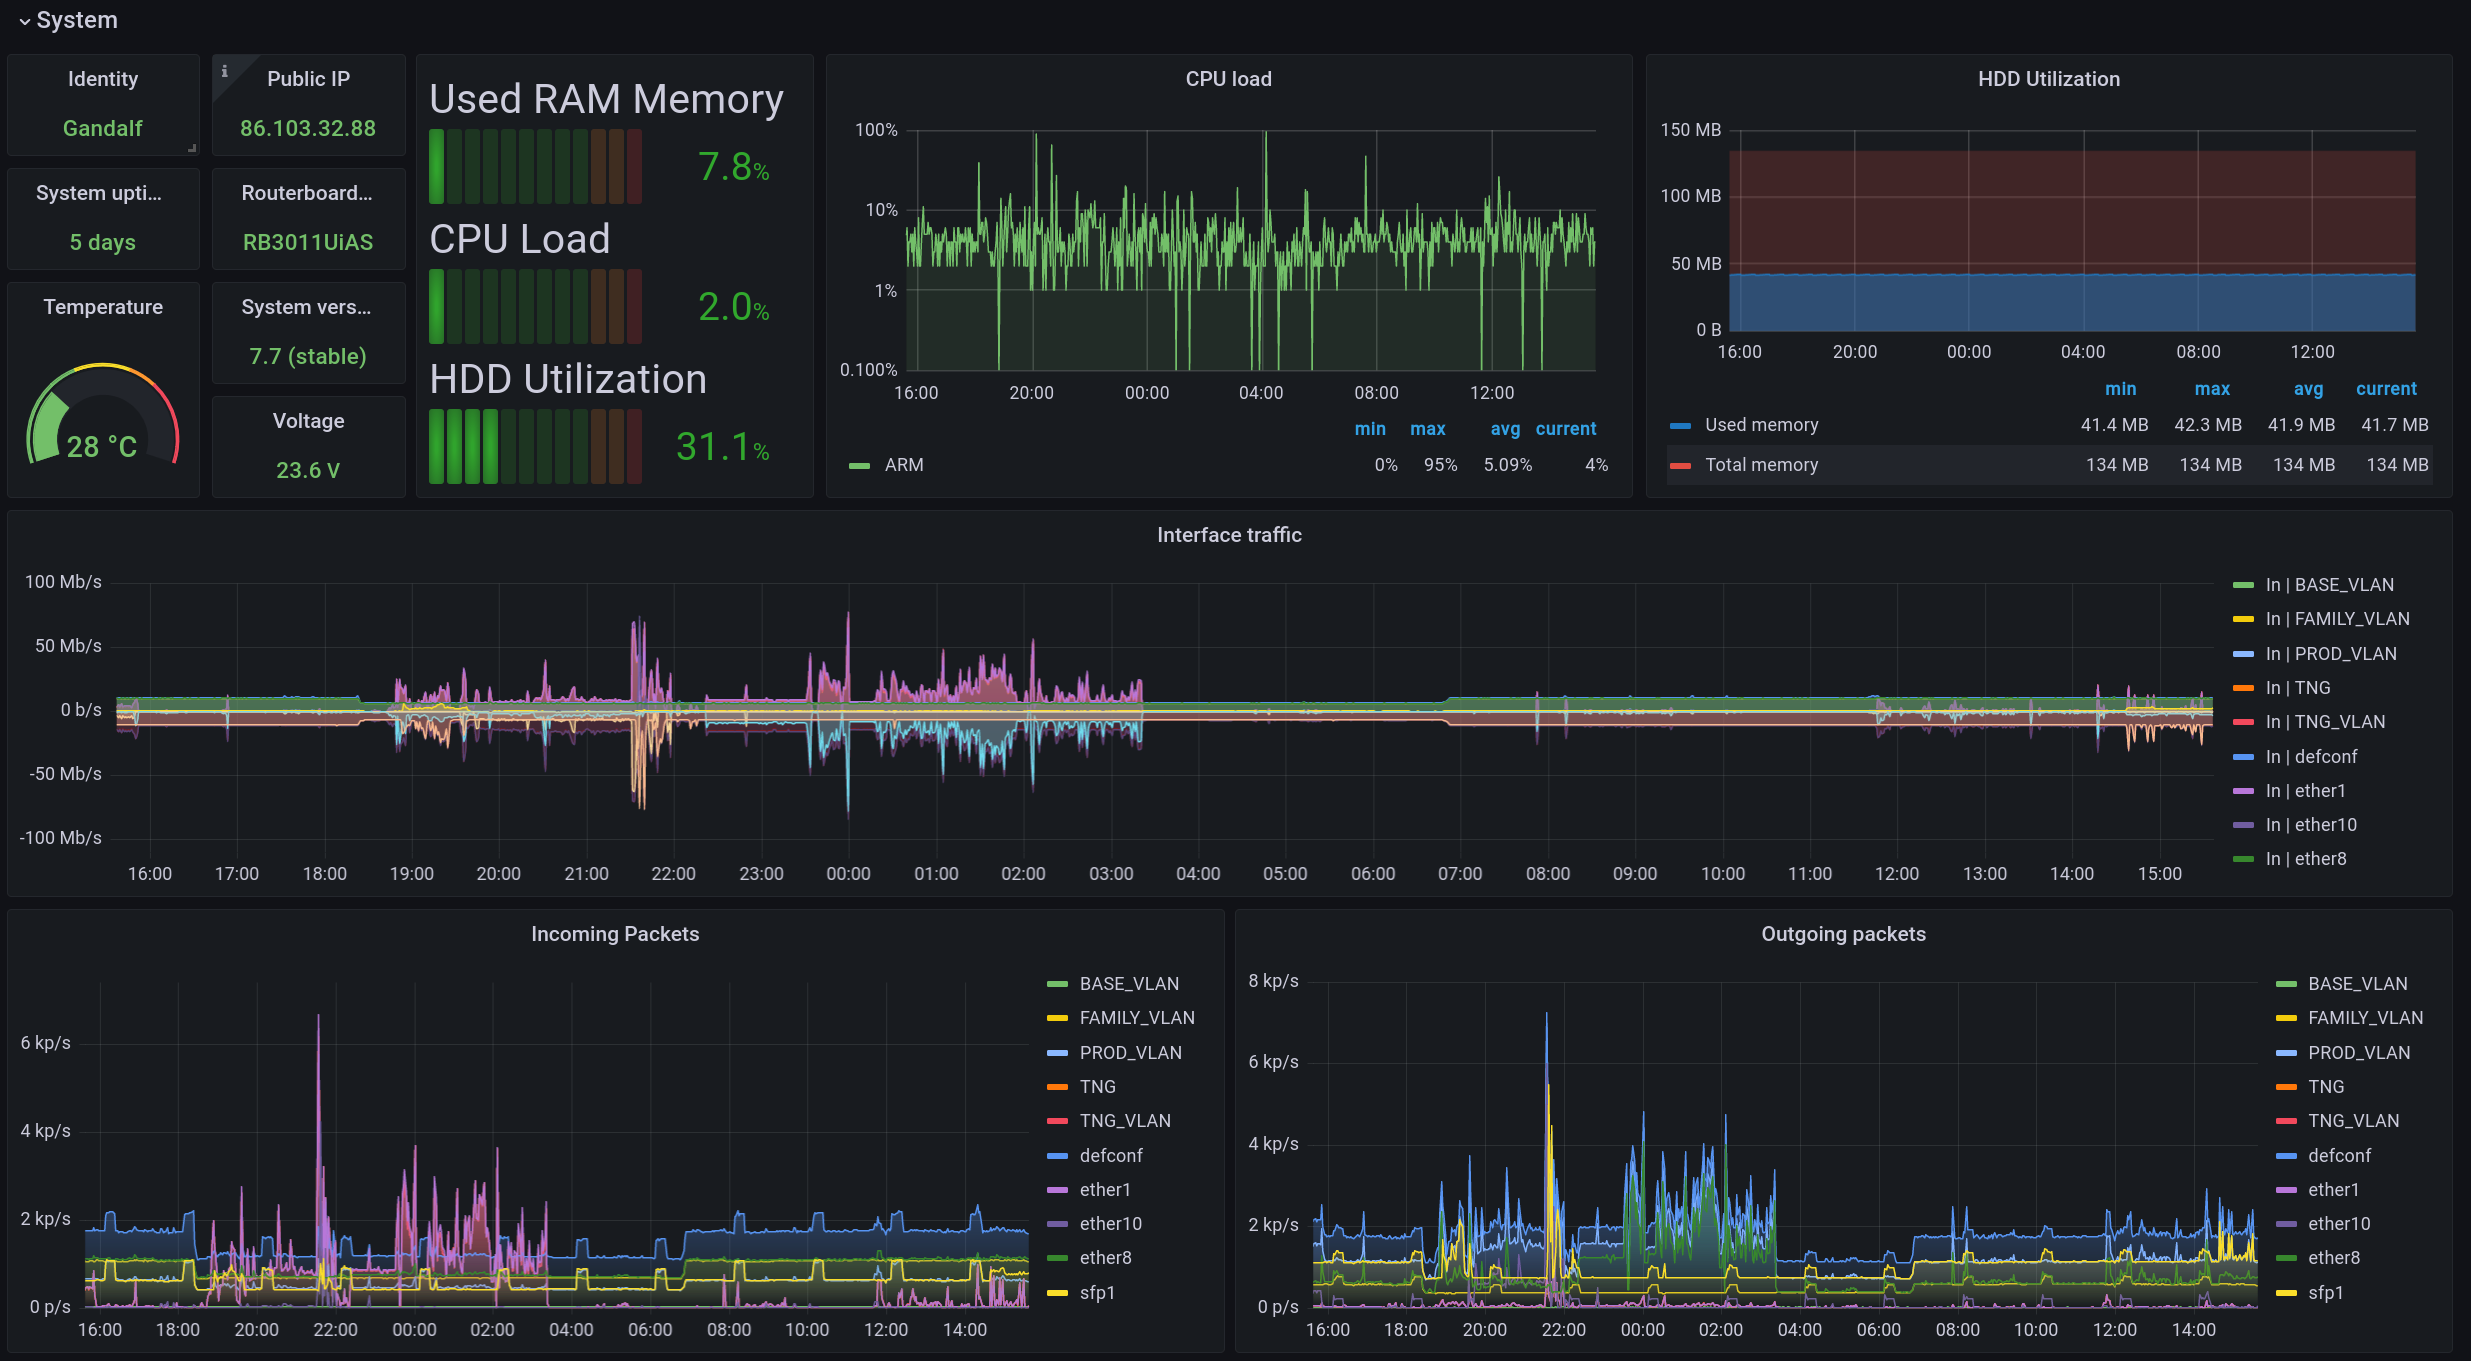 System
Identity
Gandalf
Public IP
86.103.32.88
System upti...
5 days
Routerboard...
RB3011UiAS
Temperature
28 °C
System vers...
7.7 (stable)
Voltage
23.6 V
Used RAM Memory
7.8%
CPU Load
2.0%
HDD Utilization
31.1%
CPU load
100%
10%
1%
0.100%
16:00 20:00 00:00 04:00 08:00 12:00
min max avg current
ARM 0% 95% 5.09% 4%
HDD Utilization
150 MB
100 MB
50 MB
0 B
16:00 20:00 00:00 04:00 08:00 12:00
min max avg current
Used memory 41.4 MB 42.3 MB 41.9 MB 41.7 MB
Total memory 134 MB 134 MB 134 MB 134 MB
Interface traffic
100 Mb/s
50 Mb/s
0 b/s
-50 Mb/s
-100 Mb/s
16:00 17:00 18:00 19:00 20:00 21:00 22:00 23:00 00:00 01:00 02:00 03:00 04:00 05:00 06:00 07:00 08:00 09:00 10:00 11:00 12:00 13:00 14:00 15:00
In | BASE_VLAN
In | FAMILY_VLAN
In | PROD_VLAN
In | TNG
In | TNG_VLAN
In | defconf
In | ether1
In | ether10
In | ether8
Incoming Packets
6 kp/s
4 kp/s
2 kp/s
0 p/s
16:00 18:00 20:00 22:00 00:00 02:00 04:00 06:00 08:00 10:00 12:00 14:00
BASE_VLAN
FAMILY_VLAN
PROD_VLAN
TNG
TNG_VLAN
defconf
ether1
ether10
ether8
sfp1
Outgoing packets
8 kp/s
6 kp/s
4 kp/s
2 kp/s
0 p/s
16:00 18:00 20:00 22:00 00:00 02:00 04:00 06:00 08:00 10:00 12:00 14:00
BASE_VLAN
FAMILY_VLAN
PROD_VLAN
TNG
TNG_VLAN
defconf
ether1
ether10
ether8
sfp1